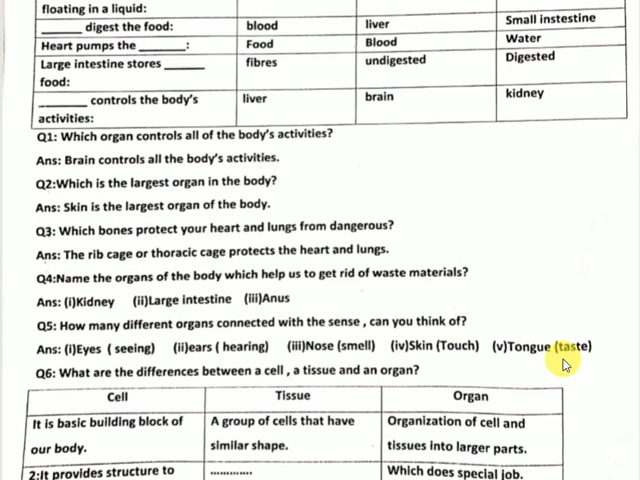 floating in a liquid:
_______ digest the food: blood liver Small instestine
Heart pumps the ________: Food Blood Water
Large intestine stores ______ food: fibres undigested Digested
________ controls the body's activities: liver brain kidney
Q1: Which organ controls all of the body's activities?
Ans: Brain controls all the body's activities.
Q2:Which is the largest organ in the body?
Ans: Skin is the largest organ of the body.
Q3: Which bones protect your heart and lungs from dangerous?
Ans: The rib cage or thoracic cage protects the heart and lungs.
Q4:Name the organs of the body which help us to get rid of waste materials?
Ans: (i)Kidney (ii)Large intestine (iii)Anus
Q5: How many different organs connected with the sense , can you think of?
Ans: (i)Eyes ( seeing) (ii)ears ( hearing) (iii)Nose (smell) (iv)Skin (Touch) (v)Tongue (taste)
Q6: What are the differences between a cell , a tissue and an organ?
Cell Tissue Organ
It is basic building block of A group of cells that have Organization of cell and
our body. similar shape. tissues into larger parts.
2:It provides structure to ............. Which does special job.